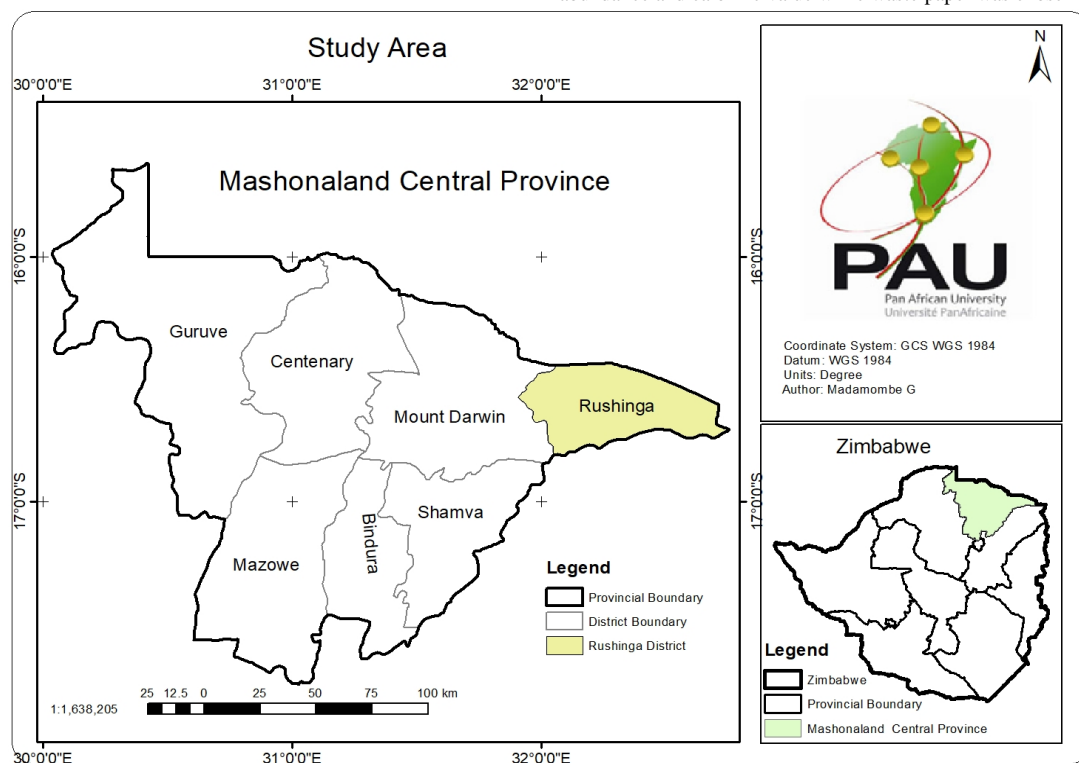 Study Area
30°0'0"E 31°0'0"E 32°0'0"E
Mashonaland Central Province
16°0'0"S 16°0'0"S
Guruve
Centenary
Mount Darwin
Rushinga
17°0'0"S 17°0'0"S
Shamva
Bindura
Mazowe
Legend
Provincial Boundary
District Boundary
Rushinga District
25 12.5 0 25 50 75 100 km
1:1,638,205
30°0'0"E 31°0'0"E 32°0'0"E
N
PAU
Pan African University
Université PanAfricaine
Coordinate System: GCS WGS 1984
Datum: WGS 1984
Units: Degree
Author: Madamombe G
Zimbabwe
Legend
Zimbabwe
Provincial Boundary
Mashonaland Central Province